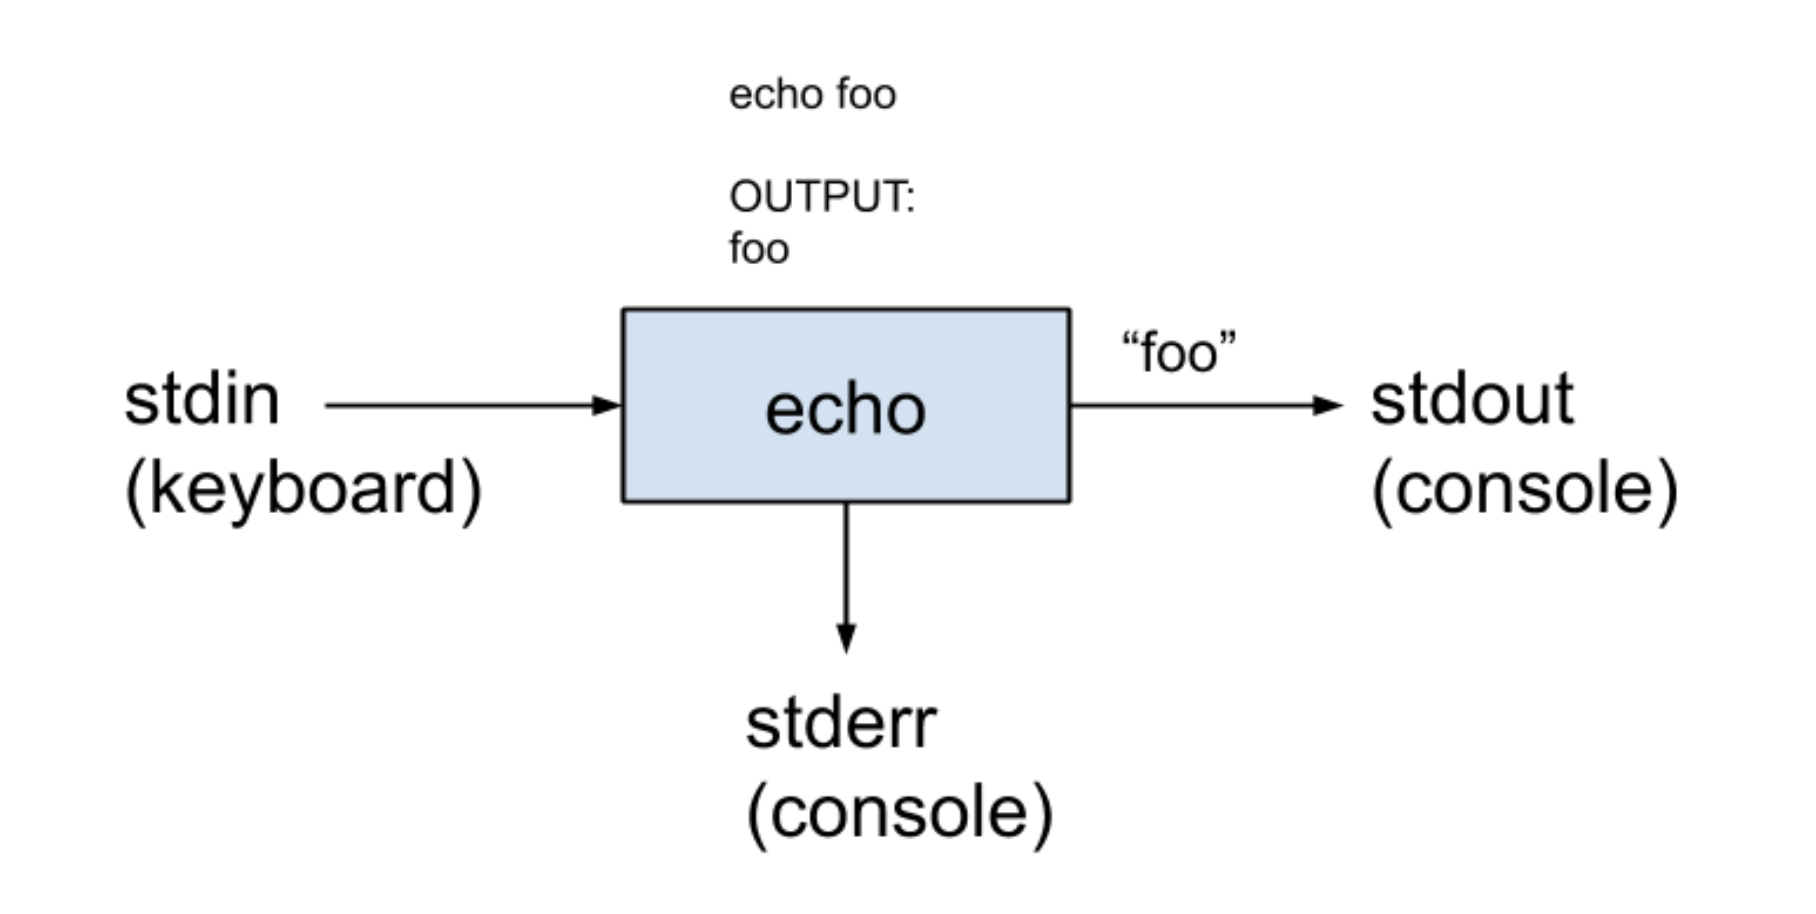 echo foo
OUTPUT:
foo
“foo”
stdin
(keyboard)
echo
stdout
(console)
stderr
(console)